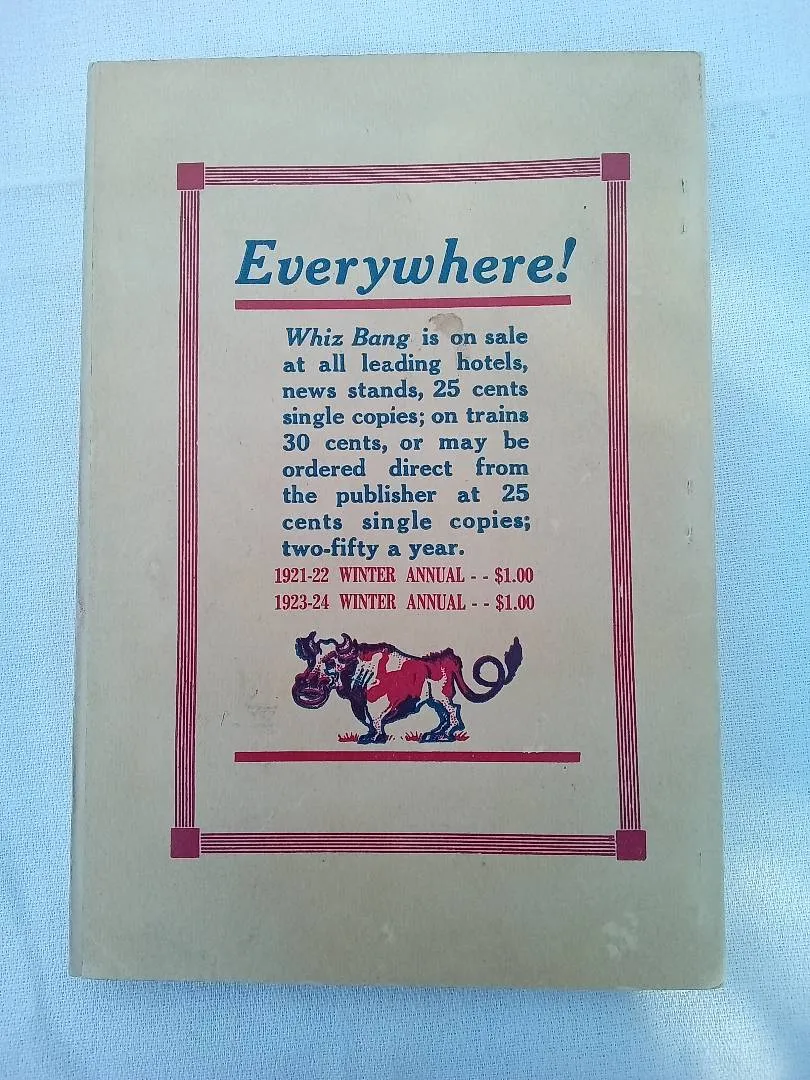 Everywhere!
Whiz Bang is on sale
at all leading hotels,
news stands, 25 cents
single copies; on trains
30 cents, or may be
ordered direct from
the publisher at 25
cents single copies;
two-fifty a year.
1921-22 WINTER ANNUAL - - $1.00
1923-24 WINTER ANNUAL - - $1.00